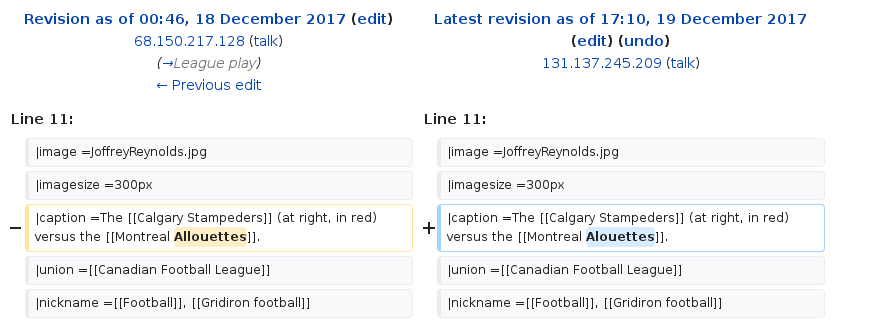 Revision as of 00:46, 18 December 2017 (edit)
68.150.217.128 (talk)
(→League play)
← Previous edit
Latest revision as of 17:10, 19 December 2017
(edit) (undo)
131.137.245.209 (talk)
Line 11:
Line 11:
|image =JoffreyReynolds.jpg
|image =JoffreyReynolds.jpg
|imagesize =300px
|imagesize =300px
− |caption =The [[Calgary Stampeders]] (at right, in red)
versus the [[Montreal Allouettes]].
+ |caption =The [[Calgary Stampeders]] (at right, in red)
versus the [[Montreal Alouettes]].
|union =[[Canadian Football League]]
|union =[[Canadian Football League]]
|nickname =[[Football]], [[Gridiron football]]
|nickname =[[Football]], [[Gridiron football]]